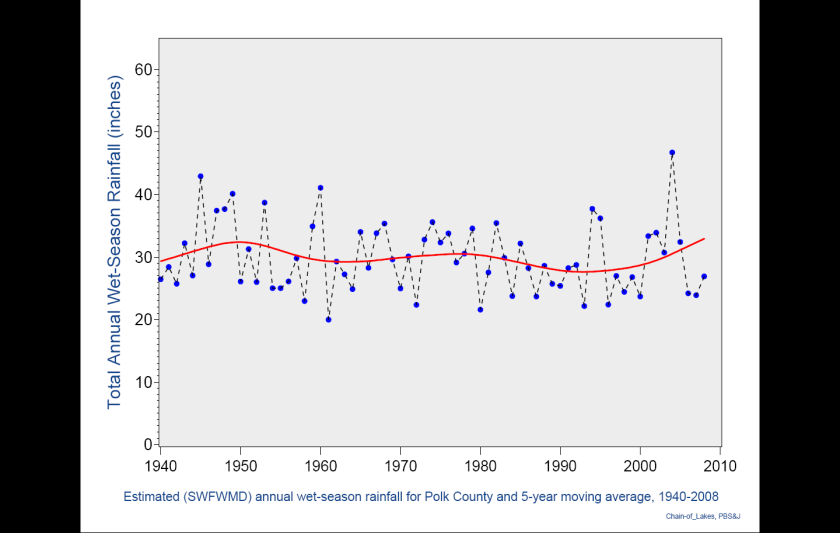 Total Annual Wet-Season Rainfall (inches)
60
50
40
30
20
10
0
1940 1950 1960 1970 1980 1990 2000 2010
Estimated (SWFWMD) annual wet-season rainfall for Polk County and 5-year moving average, 1940-2008
Chain-of_Lakes, PBS&J